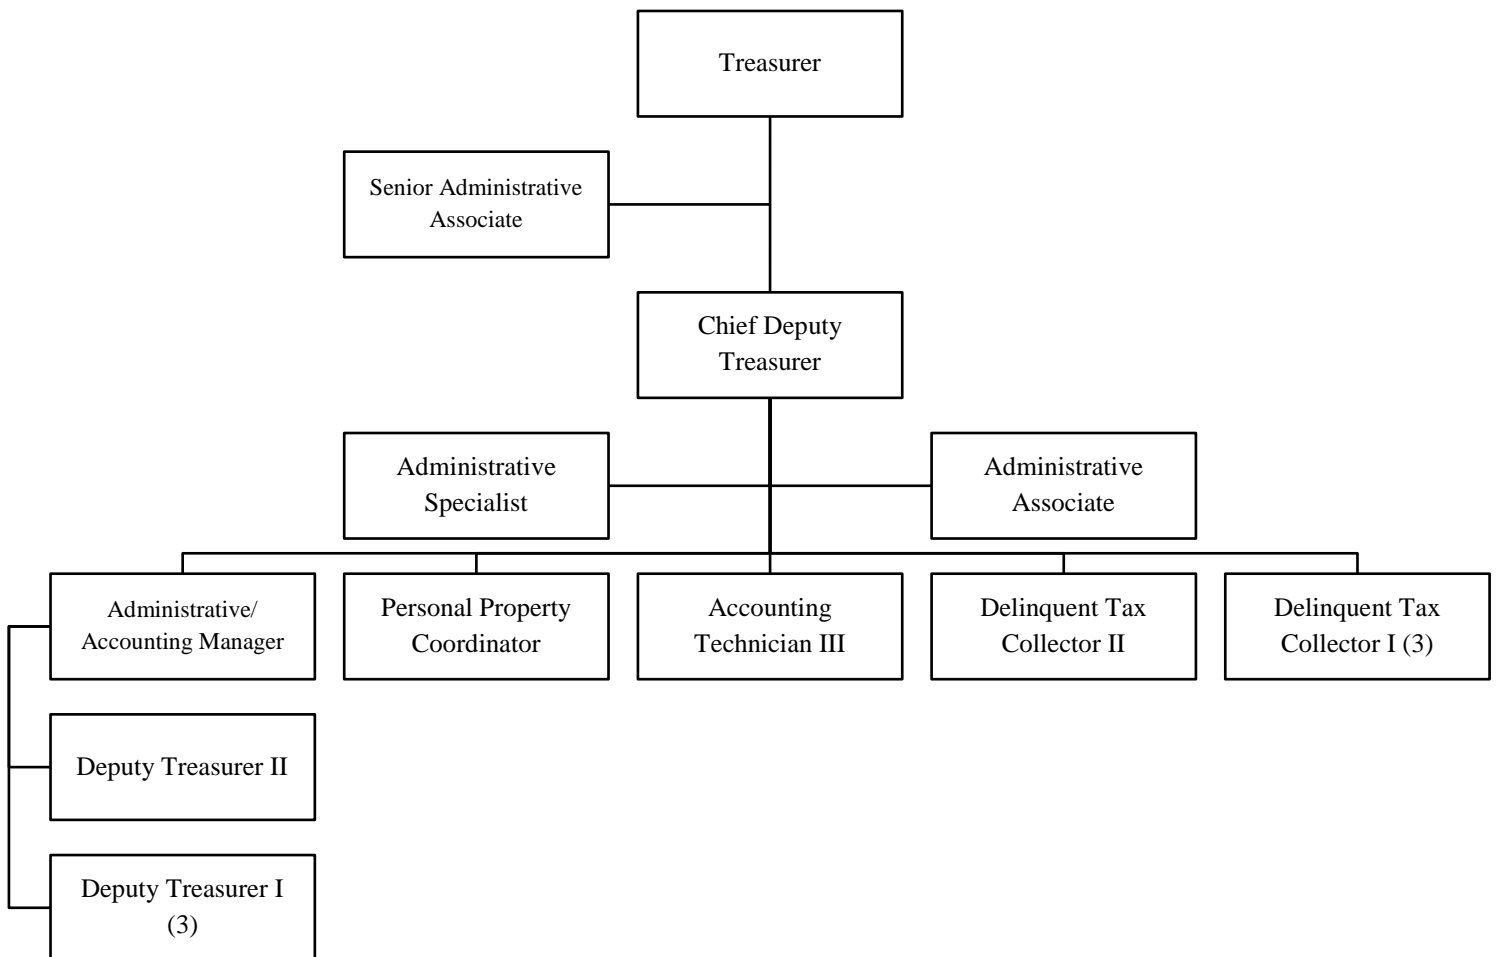 Treasurer
Senior Administrative
Associate
Chief Deputy
Treasurer
Administrative
Specialist
Administrative
Associate
Administrative/
Accounting Manager
Personal Property
Coordinator
Accounting
Technician III
Delinquent Tax
Collector II
Delinquent Tax
Collector I (3)
Deputy Treasurer II
Deputy Treasurer I
(3)